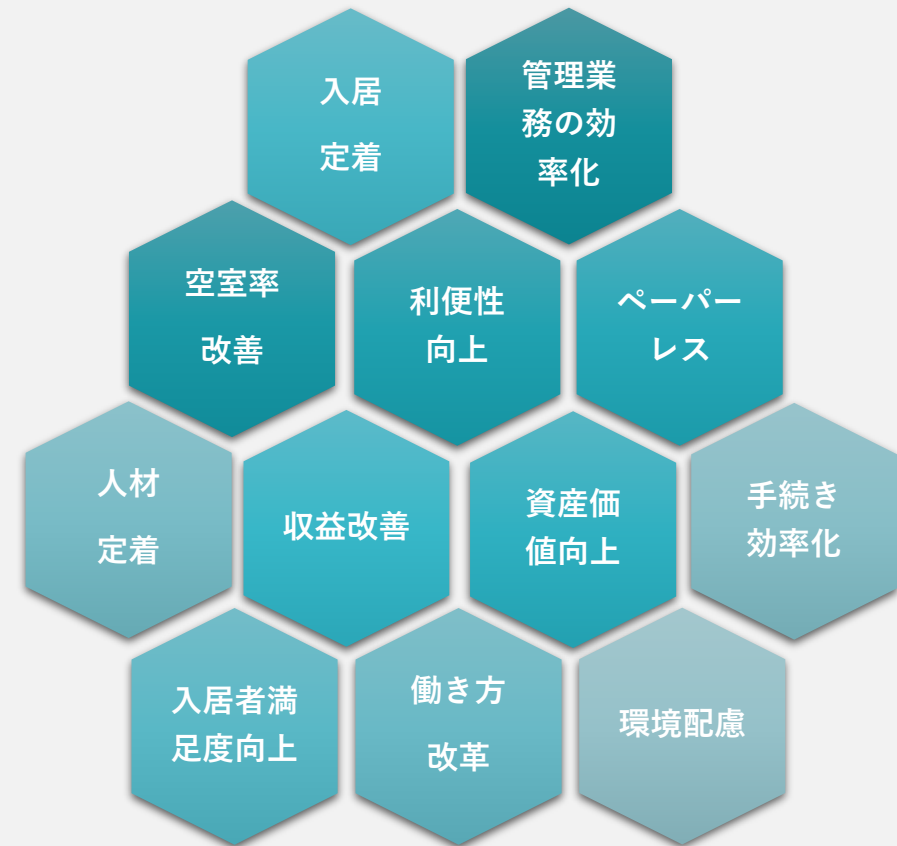 入居
定着
管理業
務の効
率化
空室率
改善
利便性
向上
ペーパー
レス
人材
定着
収益改善
資産価
値向上
手続き
効率化
入居者満
足度向上
働き方
改革
環境配慮